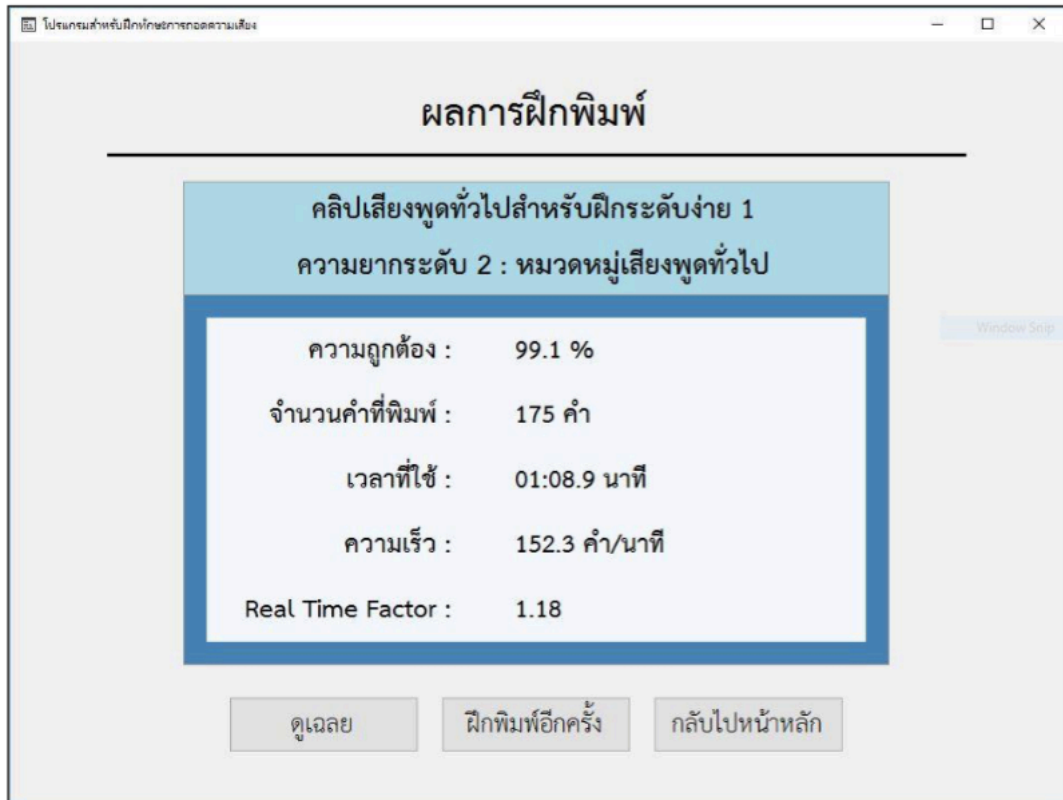 โปรแกรมสำหรับฝึกทักษะการถอดความเสียง
ผลการฝึกพิมพ์
คลิปเสียงพูดทั่วไปสำหรับฝึกระดับง่าย 1
ความยากระดับ 2 : หมวดหมู่เสียงพูดทั่วไป
ความถูกต้อง : 99.1 %
จำนวนคำที่พิมพ์ : 175 คำ
เวลาที่ใช้ : 01:08.9 นาที
ความเร็ว : 152.3 คำ/นาที
Real Time Factor : 1.18
Window Snip
ดูเฉลย ฝึกพิมพ์อีกครั้ง กลับไปหน้าหลัก